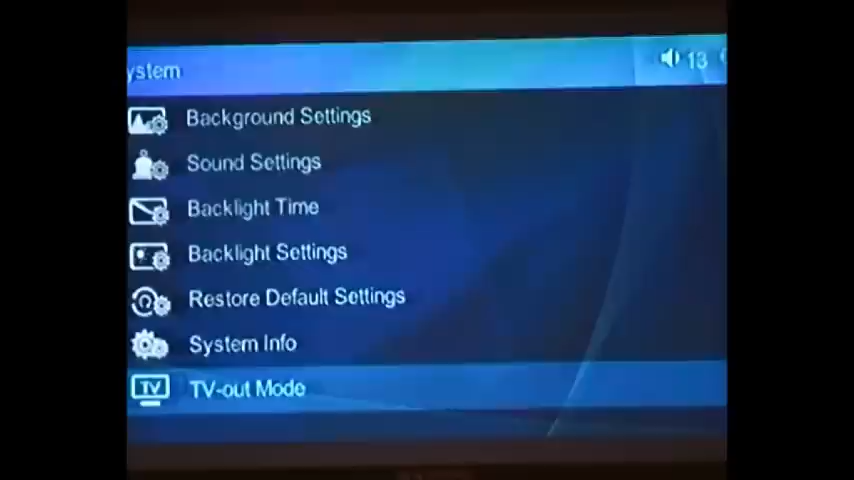 ystem 13
Background Settings
Sound Settings
Backlight Time
Backlight Settings
Restore Default Settings
System Info
TV TV-out Mode